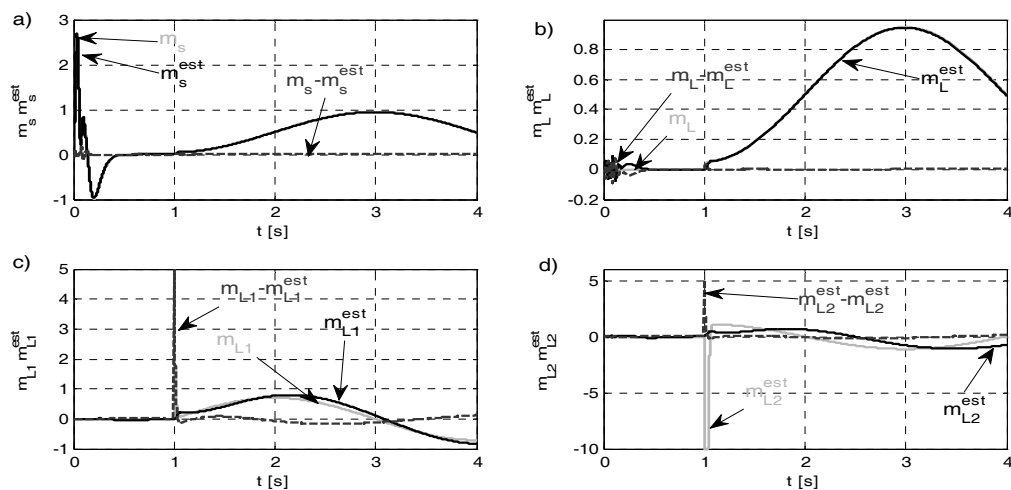 a)
3
2
1
0
-1
m_s m_s^est
m_s
m_s^est
m_s-m_s^est
0 1 2 3 4
t [s]
b)
0.8
0.6
0.4
0.2
0
-0.2
m_L m_L^est
m_L-m_L^est
m_L
m_L^est
0 1 2 3 4
t [s]
c)
5
4
3
2
1
0
-1
m_L1 m_L1^est
m_L1-m_L1^est
m_L1
m_L1^est
0 1 2 3 4
t [s]
d)
5
0
-5
-10
m_L2 m_L2^est
m_L2^est-m_L2^est
m_L2^est
m_L2^est
0 1 2 3 4
t [s]